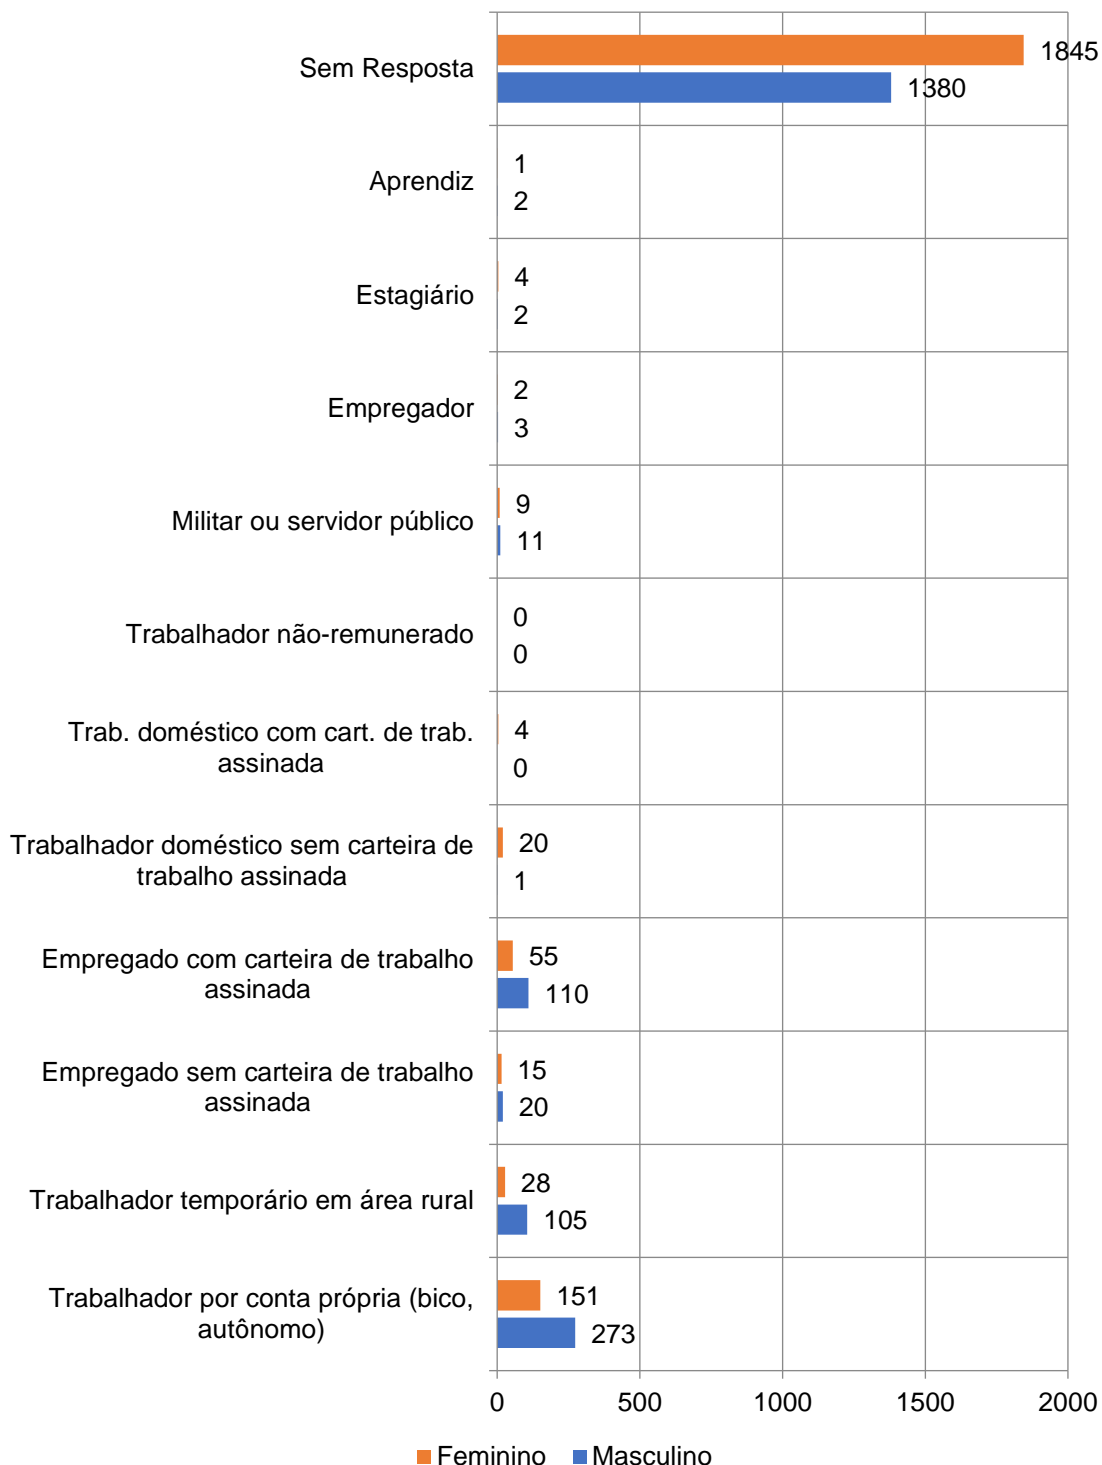 Sem Resposta
1845
1380
Aprendiz
1
2
Estagiário
4
2
Empregador
2
3
Militar ou servidor público
9
11
Trabalhador não-remunerado
0
0
Trab. doméstico com cart. de trab.
assinada
4
0
Trabalhador doméstico sem carteira de
trabalho assinada
20
1
Empregado com carteira de trabalho
assinada
55
110
Empregado sem carteira de trabalho
assinada
15
20
Trabalhador temporário em área rural
28
105
Trabalhador por conta própria (bico,
autônomo)
151
273
0 500 1000 1500 2000
Feminino Masculino